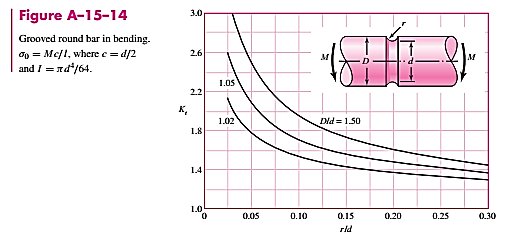 Figure A–15–14
Grooved round bar in bending.
σ₀ = Mc/I, where c = d/2
and I = πd⁴/64.
3.0
2.6
2.2
1.8
1.4
1.0
Kₜ
1.05
1.02
D/d = 1.50
r
M
D
d
M
0
0.05
0.10
0.15
0.20
0.25
0.30
r/d